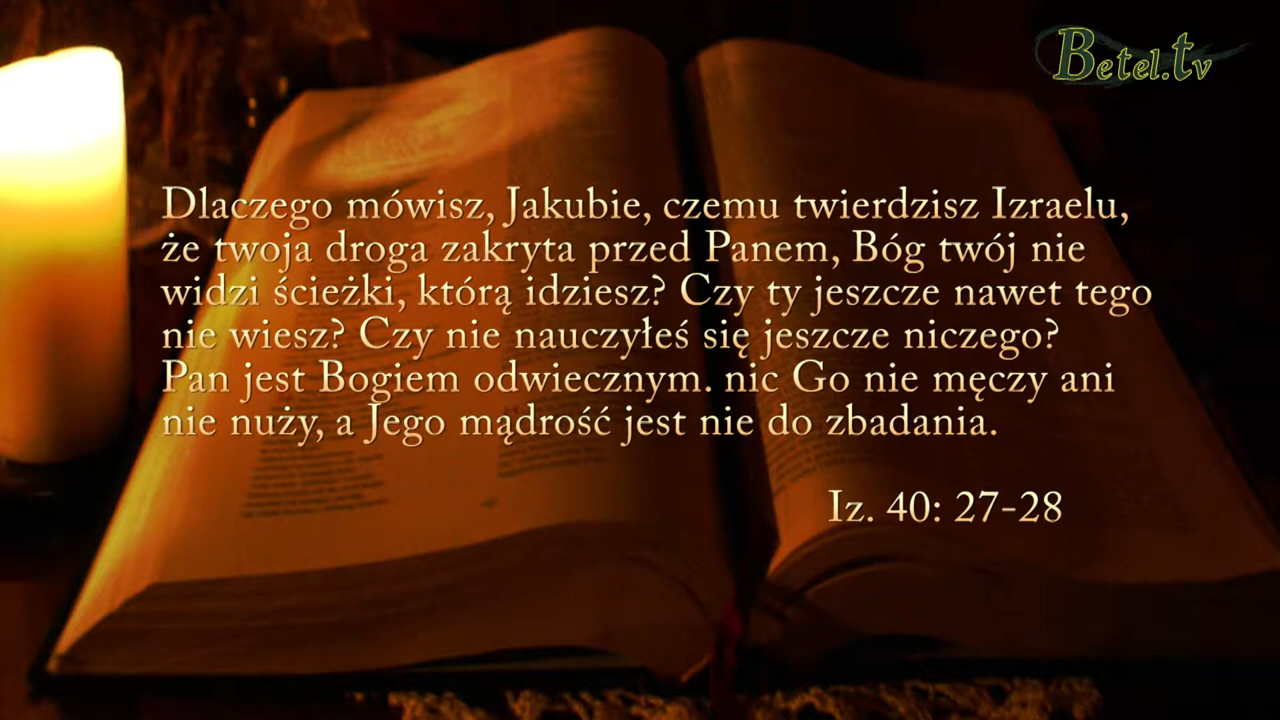 Betel.tv
Dlaczego mówisz, Jakubie, czemu twierdzisz Izraelu,
że twoja droga zakryta przed Panem, Bóg twój nie
widzi ścieżki, którą idziesz? Czy ty jeszcze nawet tego
nie wiesz? Czy nie nauczyłeś się jeszcze niczego?
Pan jest Bogiem odwiecznym. nic Go nie męczy ani
nie nuży, a Jego mądrość jest nie do zbadania.
Iz. 40: 27-28